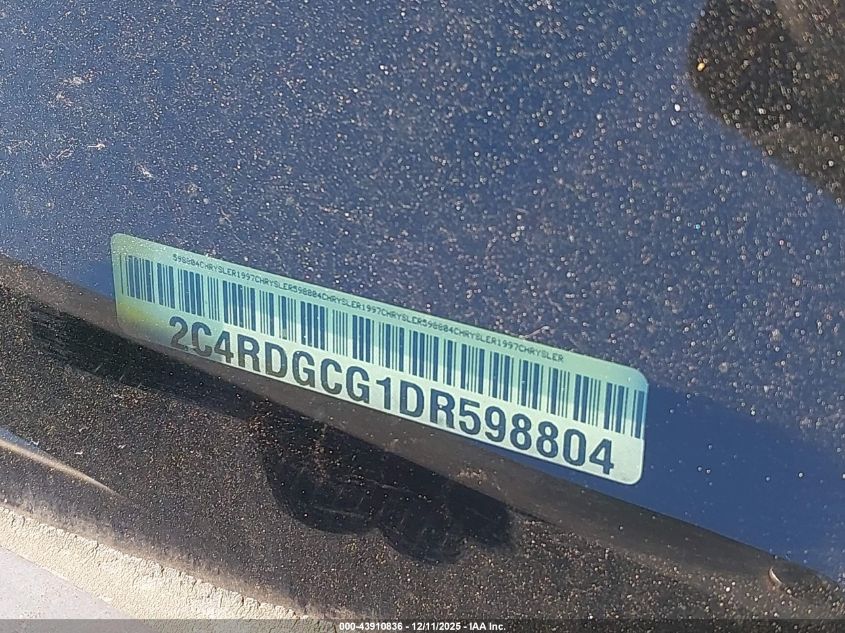 598804CHRYSLER1997CHRYSLER598804CHRYSLER1997CHRYSLER598804CHRYSLER1997CHRYSLER
2C4RDGCG1DR598804
000-43910836 - 12/11/2025 - IAA Inc.